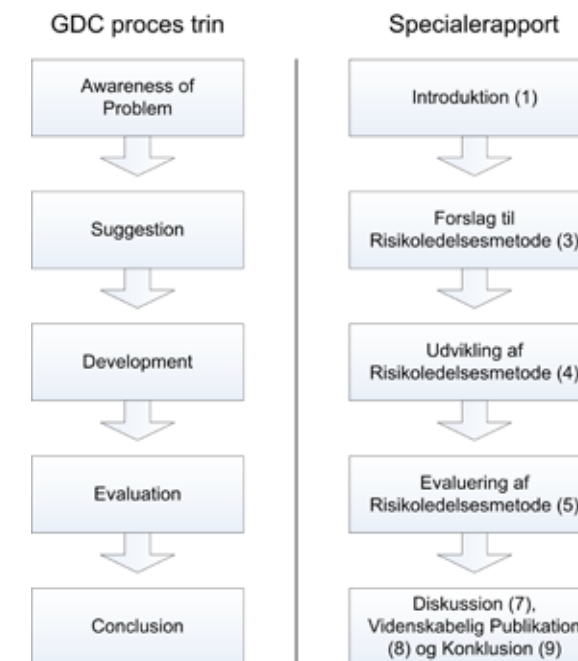 GDC proces trin
Awareness of
Problem
Suggestion
Development
Evaluation
Conclusion
Specialerapport
Introduktion (1)
Forslag til
Risikoledelsesmetode (3)
Udvikling af
Risikoledelsesmetode (4)
Evaluering af
Risikoledelsesmetode (5)
Diskussion (7),
Videnskabelig Publikation
(8) og Konklusion (9)